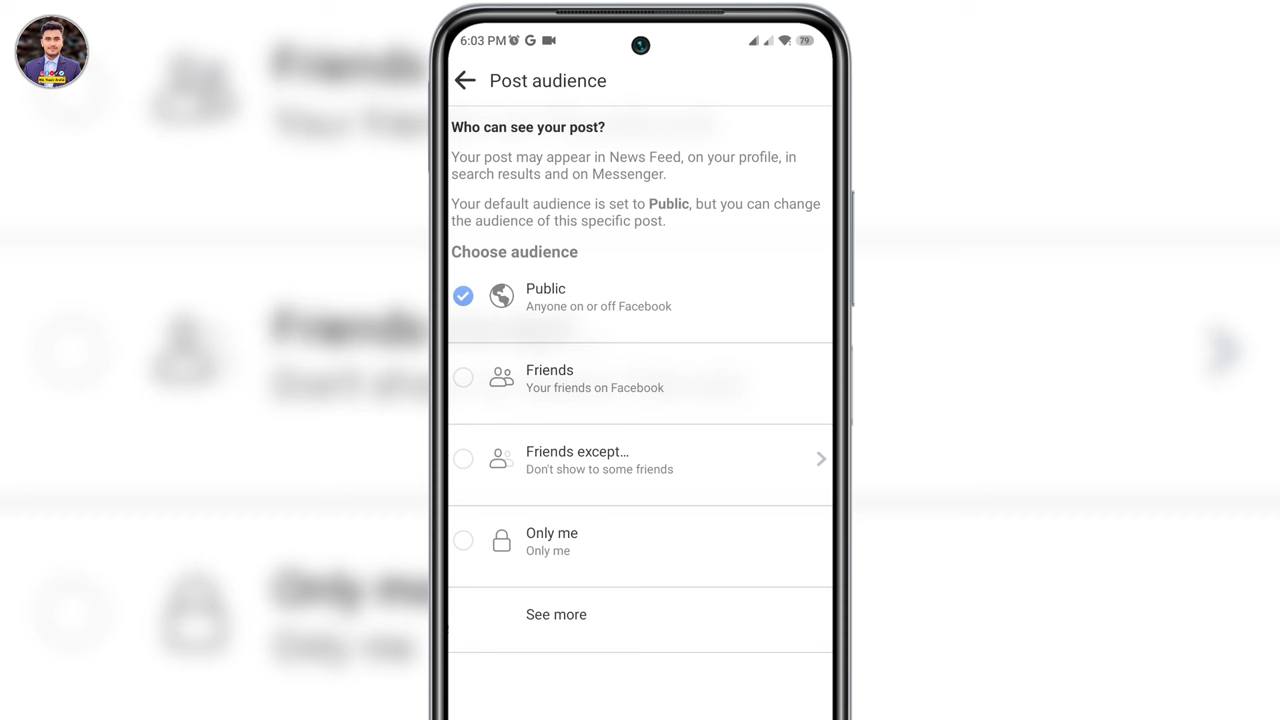 6:03 PM
79
Post audience
Who can see your post?
Your post may appear in News Feed, on your profile, in
search results and on Messenger.
Your default audience is set to Public, but you can change
the audience of this specific post.
Choose audience
Public
Anyone on or off Facebook
Friends
Your friends on Facebook
Friends except…
Don't show to some friends
Only me
Only me
See more